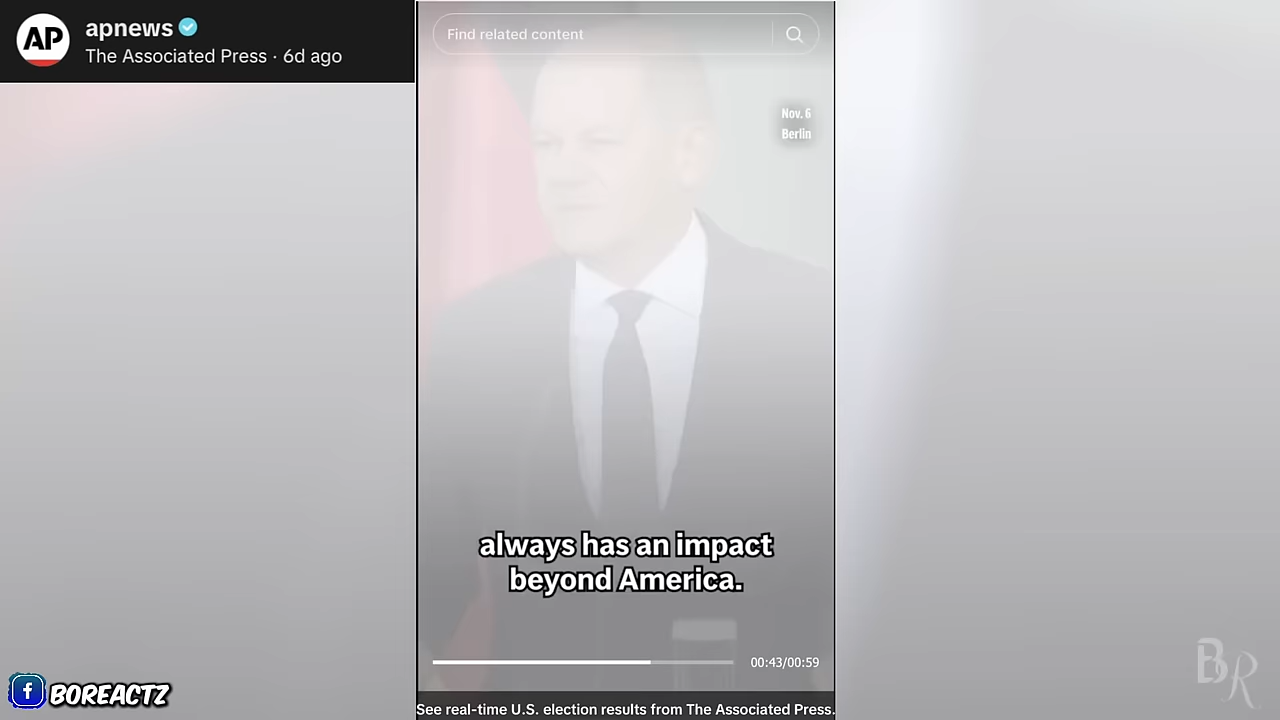 AP
apnews
The Associated Press · 6d ago
Find related content
Nov. 6
Berlin
always has an impact
beyond America.
00:43/00:59
See real-time U.S. election results from The Associated Press.
f BOREACTZ
BR